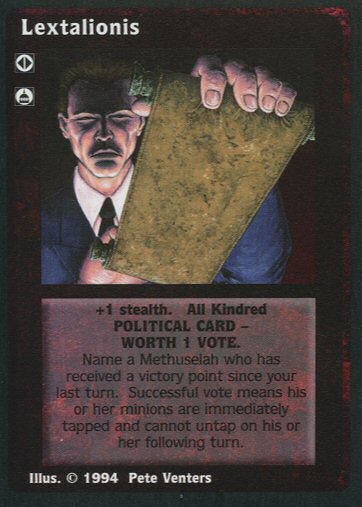 Lextalionis
+1 stealth. All Kindred
POLITICAL CARD –
WORTH 1 VOTE.
Name a Methuselah who has
received a victory point since your
last turn. Successful vote means his
or her minions are immediately
tapped and cannot untap on his or
her following turn.
Illus. © 1994 Pete Venters